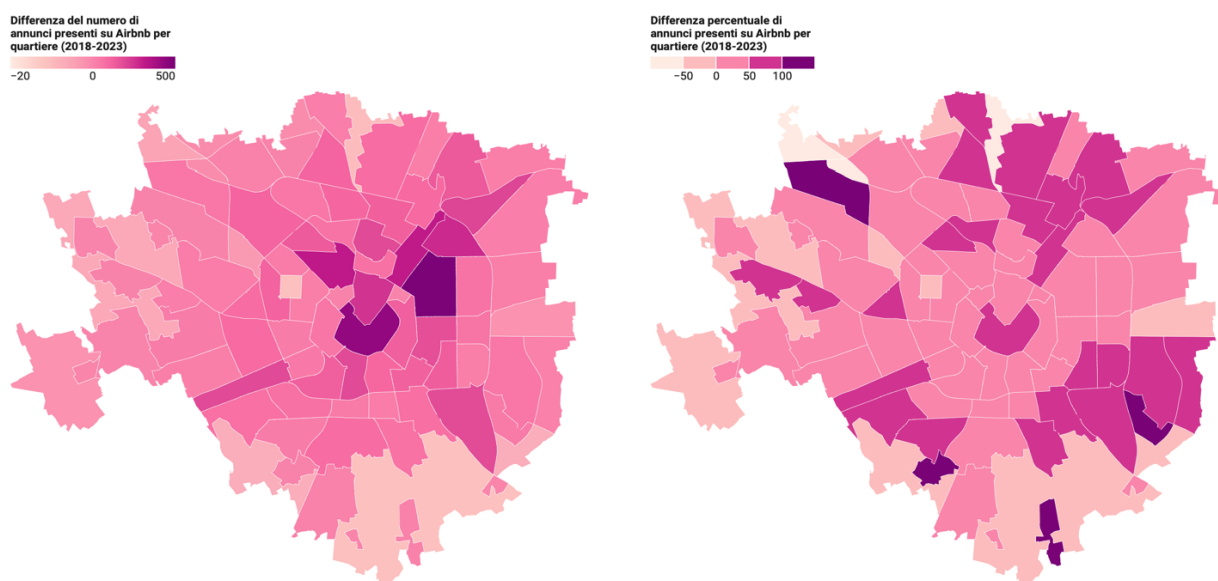 Differenza del numero di
annunci presenti su Airbnb per
quartiere (2018-2023)
−20 0 500
Differenza percentuale di
annunci presenti su Airbnb per
quartiere (2018-2023)
−50 0 50 100